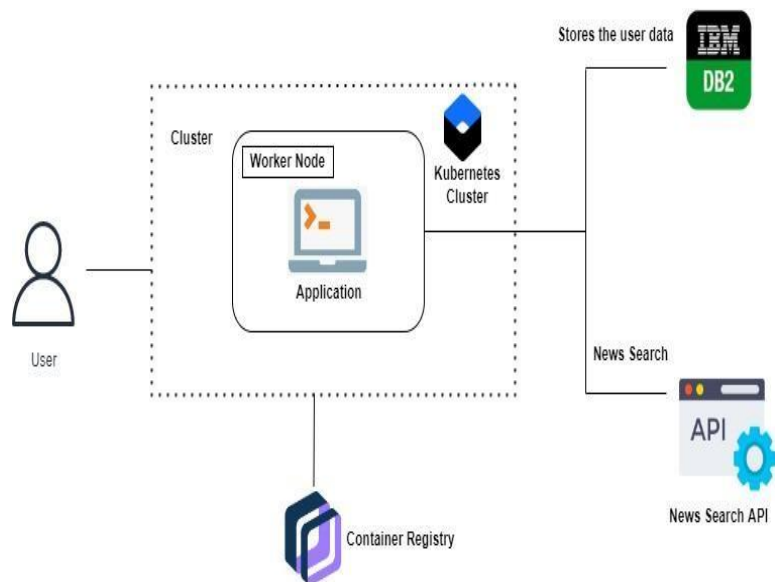 Stores the user data
IBM
DB2
Cluster
Worker Node
Kubernetes
Cluster
Application
User
News Search
API
News Search API
Container Registry